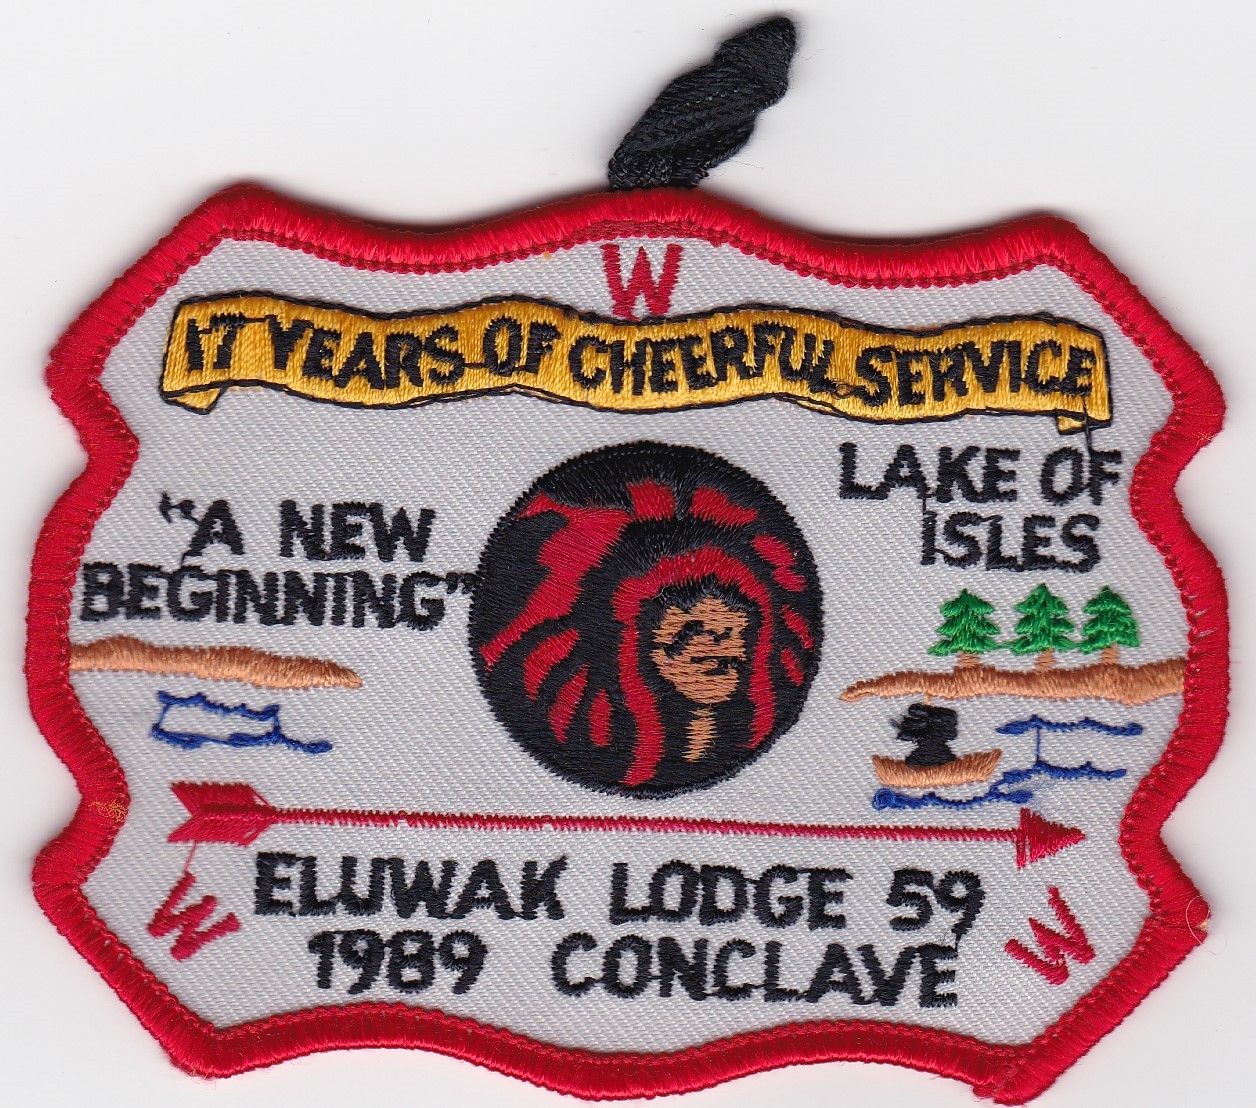 W
17 YEARS OF CHEERFUL SERVICE
"A NEW
BEGINNING"
LAKE OF
ISLES
ELUWAK LODGE 59
1989 CONCLAVE
W
W